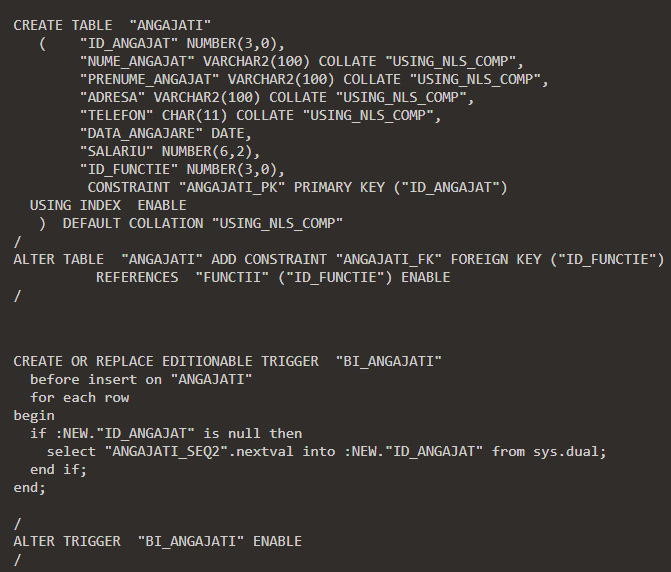 CREATE TABLE  "ANGAJATI"
   (    "ID_ANGAJAT" NUMBER(3,0),
        "NUME_ANGAJAT" VARCHAR2(100) COLLATE "USING_NLS_COMP",
        "PRENUME_ANGAJAT" VARCHAR2(100) COLLATE "USING_NLS_COMP",
        "ADRESA" VARCHAR2(100) COLLATE "USING_NLS_COMP",
        "TELEFON" CHAR(11) COLLATE "USING_NLS_COMP",
        "DATA_ANGAJARE" DATE,
        "SALARIU" NUMBER(6,2),
        "ID_FUNCTIE" NUMBER(3,0),
         CONSTRAINT "ANGAJATI_PK" PRIMARY KEY ("ID_ANGAJAT")
  USING INDEX  ENABLE
   )  DEFAULT COLLATION "USING_NLS_COMP"
/
ALTER TABLE  "ANGAJATI" ADD CONSTRAINT "ANGAJATI_FK" FOREIGN KEY ("ID_FUNCTIE")
          REFERENCES  "FUNCTII" ("ID_FUNCTIE") ENABLE
/
CREATE OR REPLACE EDITIONABLE TRIGGER  "BI_ANGAJATI"
  before insert on "ANGAJATI"
  for each row
begin
  if :NEW."ID_ANGAJAT" is null then
    select "ANGAJATI_SEQ2".nextval into :NEW."ID_ANGAJAT" from sys.dual;
  end if;
end;
/
ALTER TRIGGER  "BI_ANGAJATI" ENABLE
/